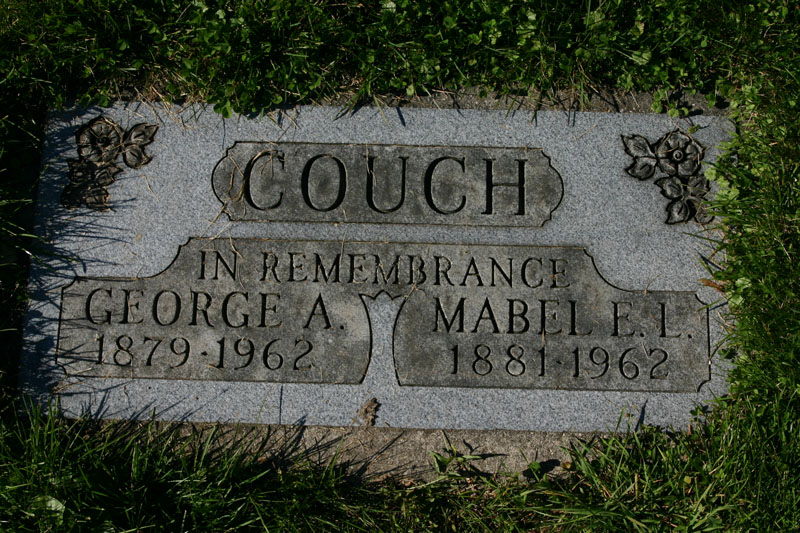 COUCH
IN REMEMBRANCE
GEORGE A.
1879·1962
MABEL E. L.
1881·1962